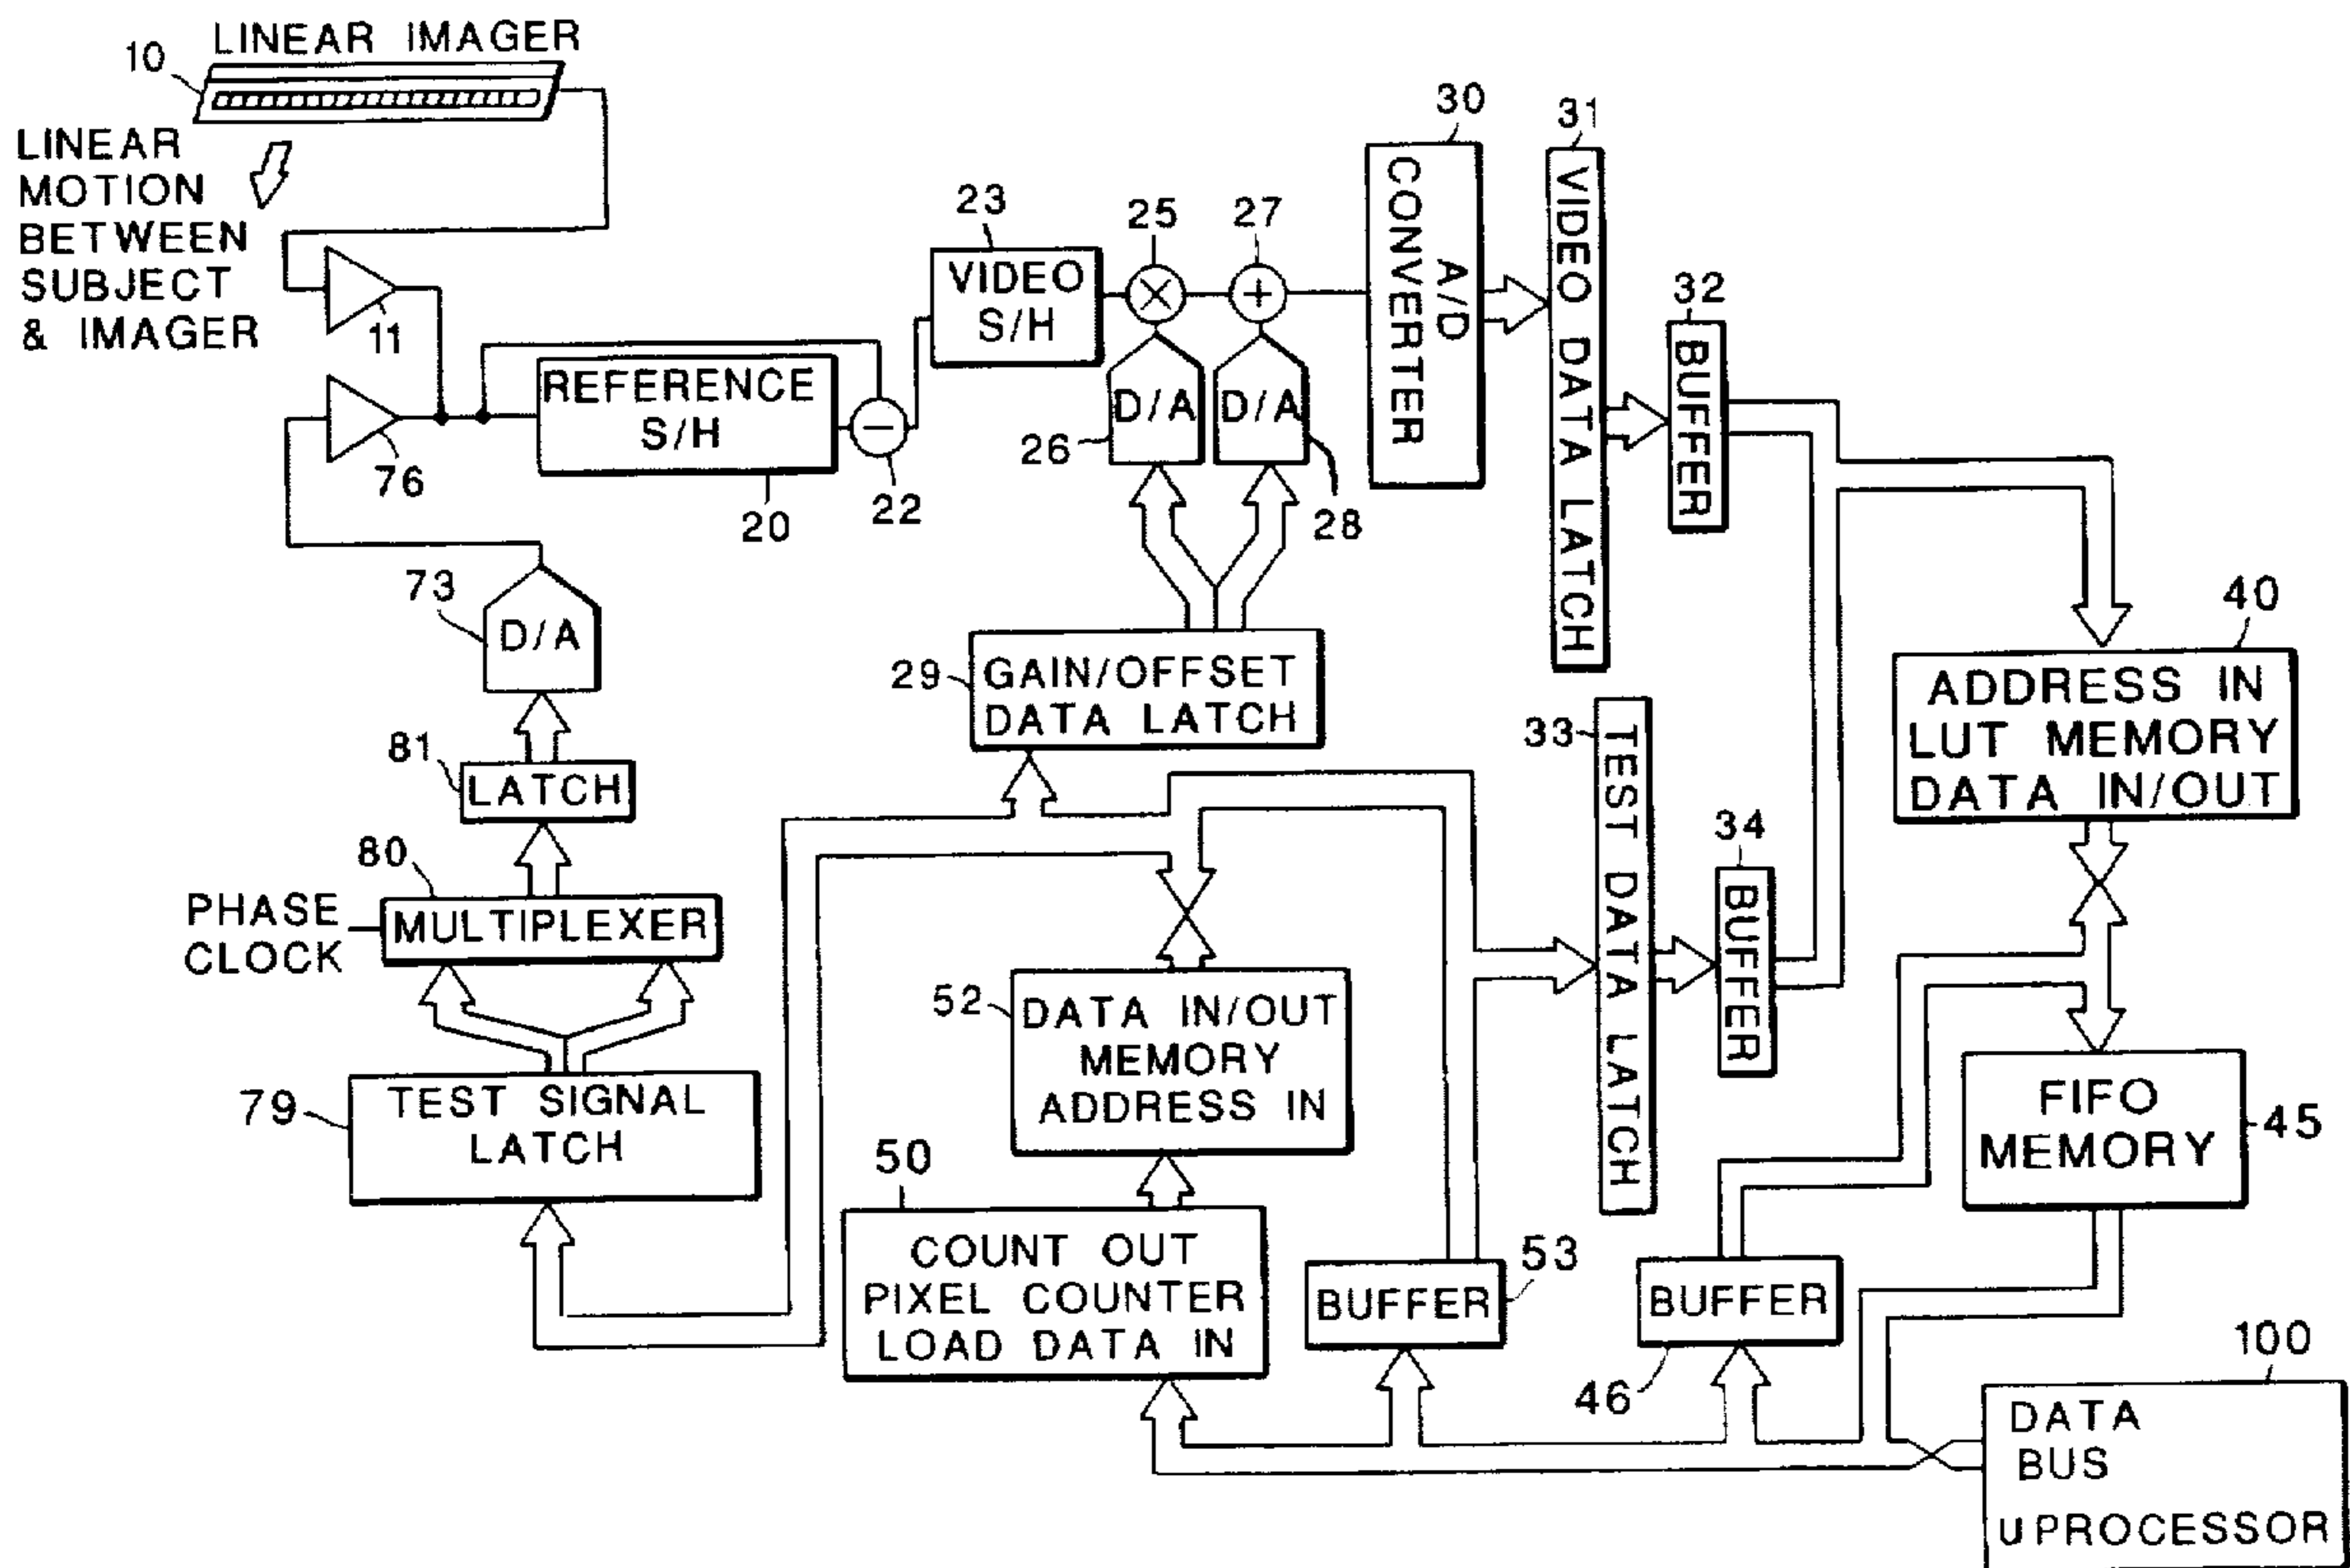 LINEAR IMAGER
10
LINEAR
MOTION
BETWEEN
SUBJECT
& IMAGER
11
76
REFERENCE
S/H
20
22
23
VIDEO
S/H
25
27
D/A
26
D/A
28
30
A/D
CONVERTER
31
VIDEO DATA LATCH
32
BUFFER
73
D/A
81
LATCH
80
PHASE
CLOCK
MULTIPLEXER
79
TEST SIGNAL
LATCH
29
GAIN/OFFSET
DATA LATCH
52
DATA IN/OUT
MEMORY
ADDRESS IN
50
COUNT OUT
PIXEL COUNTER
LOAD DATA IN
BUFFER
53
33
TEST DATA LATCH
34
BUFFER
40
ADDRESS IN
LUT MEMORY
DATA IN/OUT
FIFO
MEMORY
45
BUFFER
46
100
DATA
BUS
UPROCESSOR